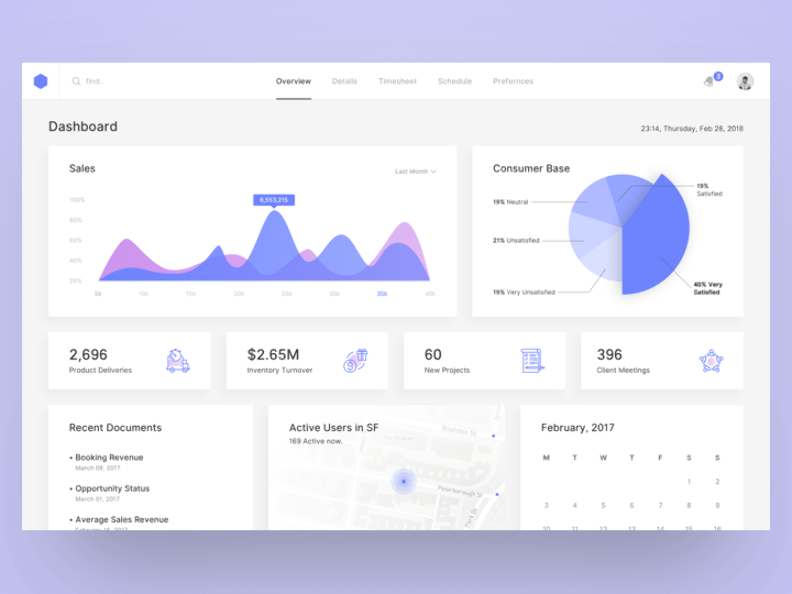 find..
Overview
Details
Timesheet
Schedule
Prefernces
3
Dashboard
23:14, Thursday, Feb 26, 2018
Sales
Last Month
100%
80%
60%
40%
20%
6,553,215
5k
10k
15k
20k
25k
30k
35k
40k
Consumer Base
19%
Satisfied
19% Neutral
21% Unsatisfied
19% Very Unsatisfied
40% Very
Satisfied
2,696
Product Deliveries
$2.65M
Inventory Turnover
60
New Projects
396
Client Meetings
Recent Documents
• Booking Revenue
March 08, 2017
• Opportunity Status
March 01, 2017
• Average Sales Revenue
Active Users in SF
169 Active now.
Boylston St
Peterborough St
Park Dr
February, 2017
M T W T F S S
1 2
3 4 5 6 7 8 9
10 11 12 13 14 15 16